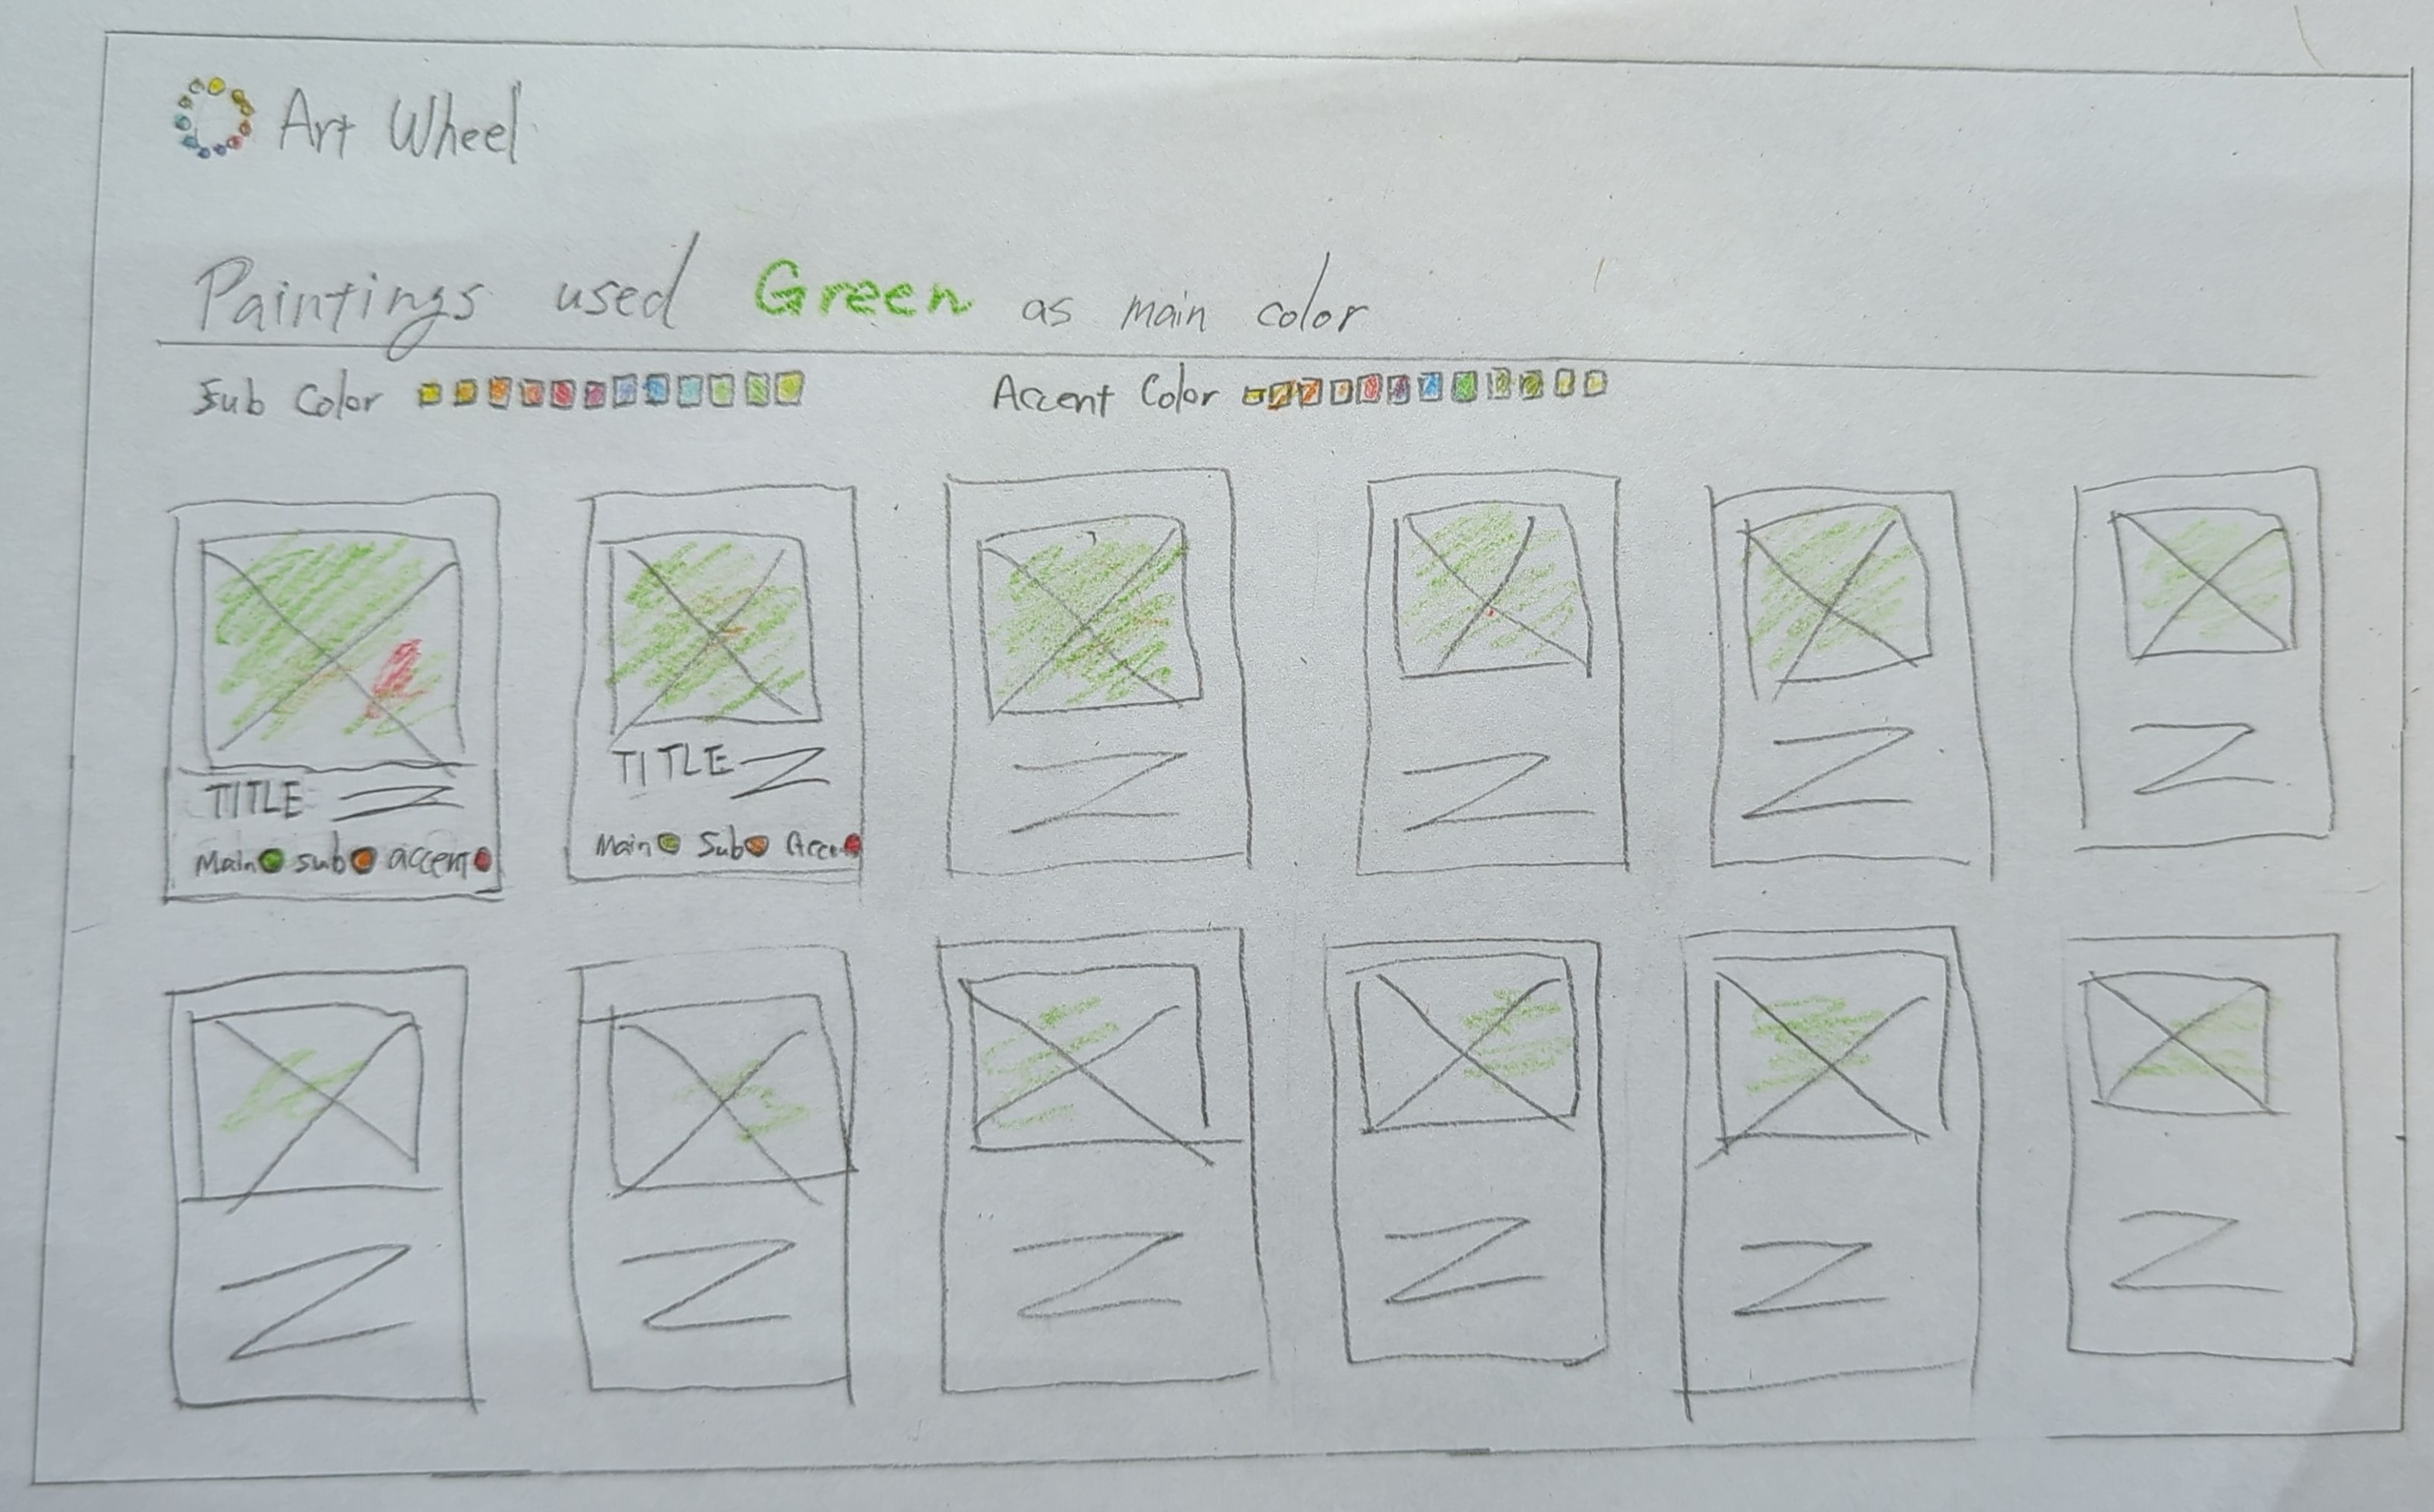 Art Wheel
Paintings used Green as main color
Sub Color
Accent Color
TITLE
Main sub accent
TITLE
Main Sub Acce